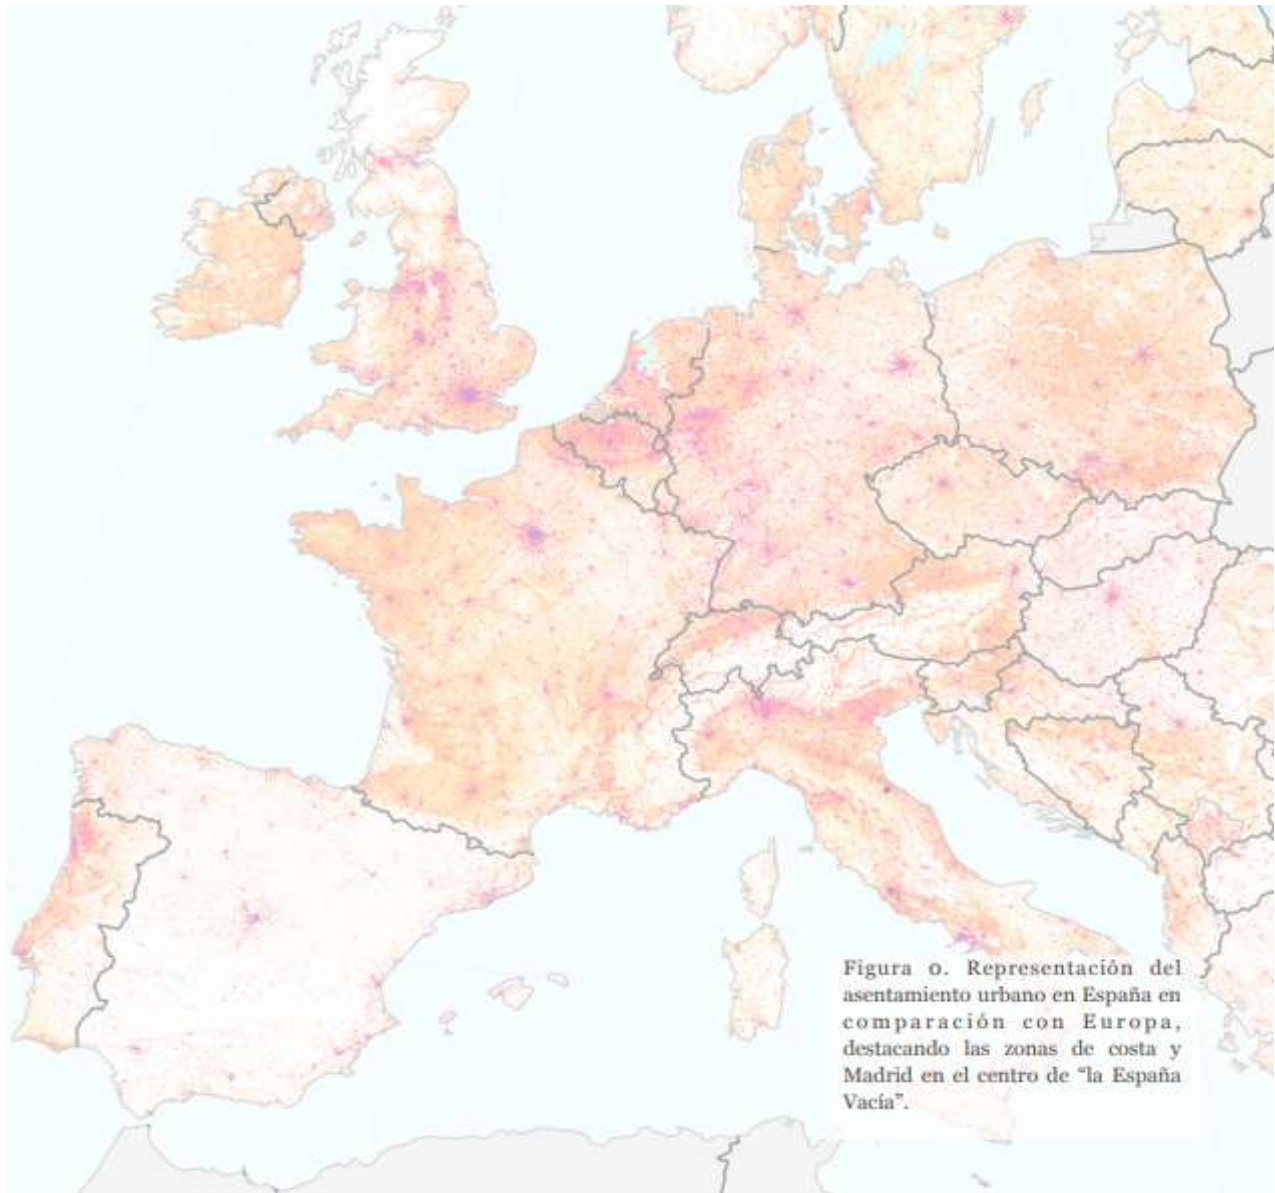 Figura 0. Representación del
asentamiento urbano en España en
comparación con Europa,
destacando las zonas de costa y
Madrid en el centro de “la España
Vacía”.